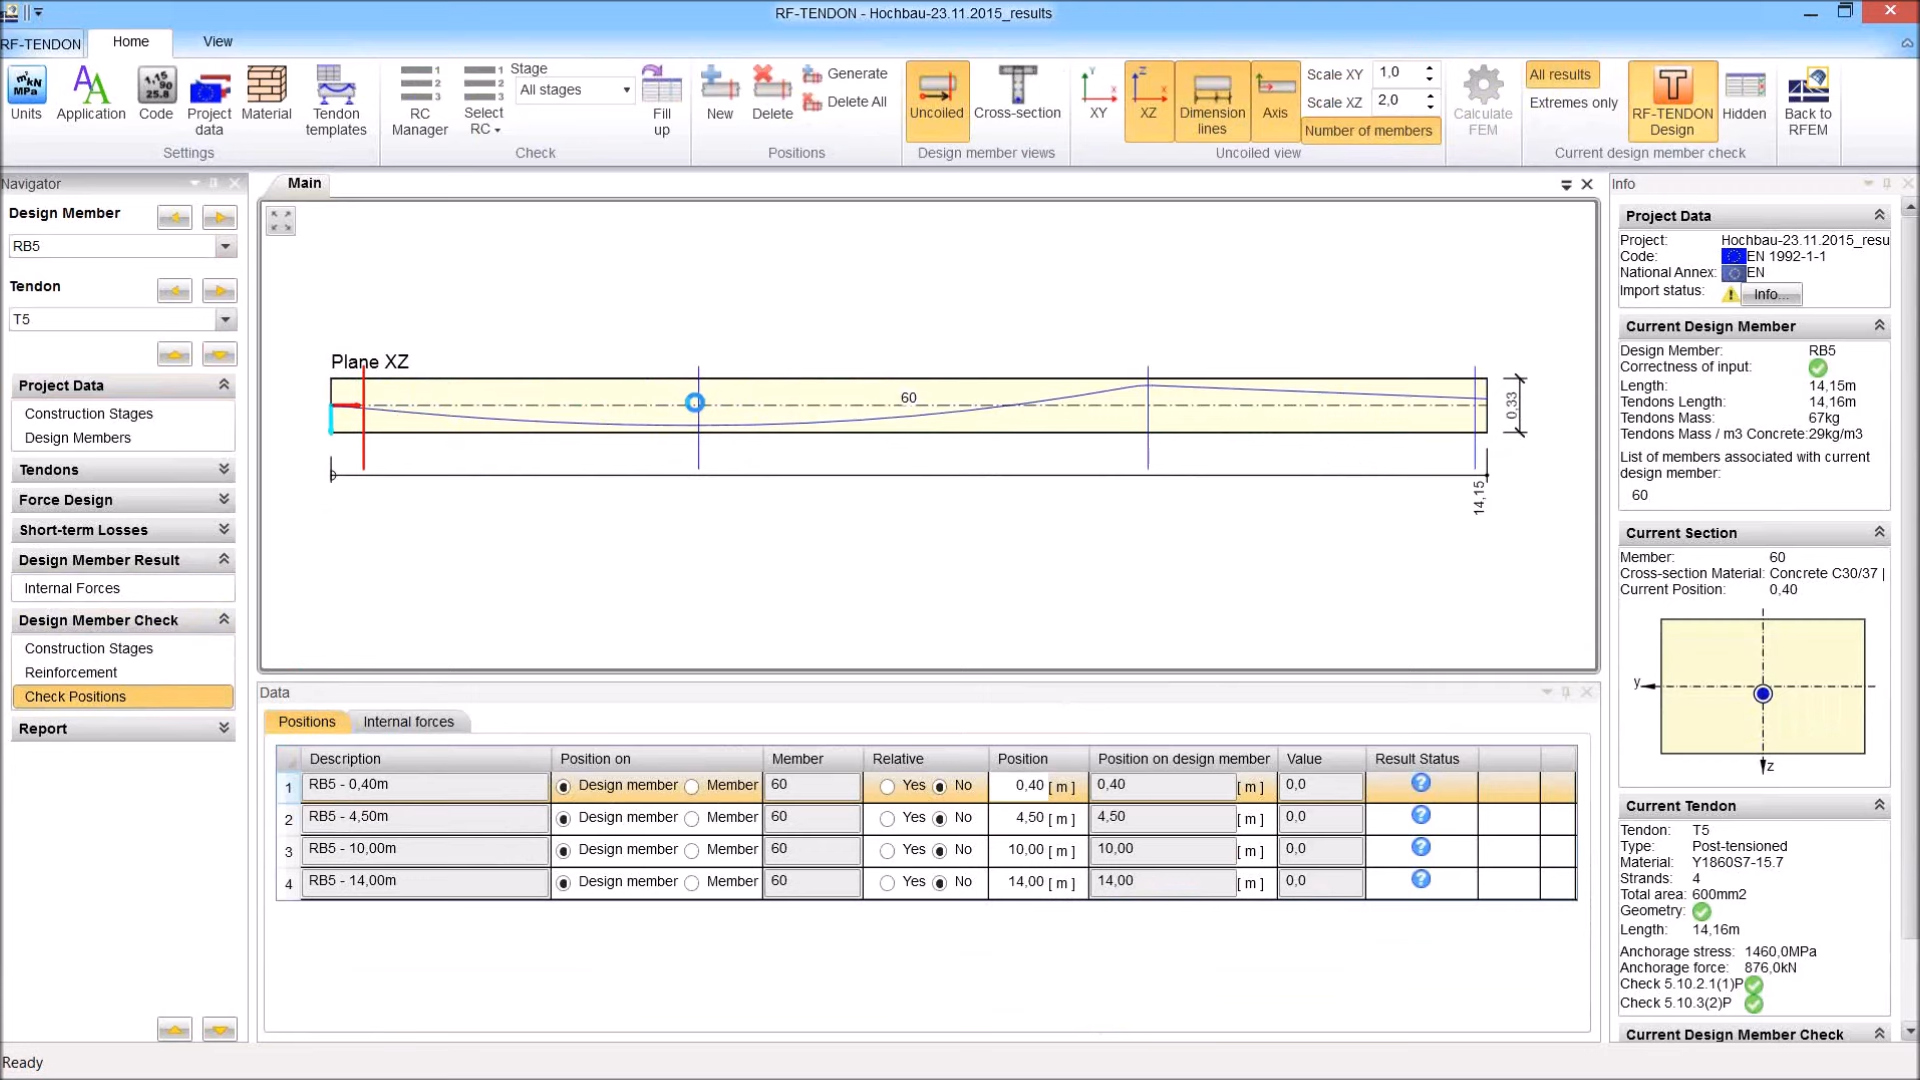 RF-TENDON - Hochbau-23.11.2015_results
RF-TENDON Home View
Units
Application
Code
Project data
Material
Tendon templates
Settings
RC Manager
Select RC
Stage
All stages
Fill up
Check
New
Delete
Generate
Delete All
Positions
Uncoiled
Cross-section
Design member views
XY
XZ
Dimension lines
Axis
Scale XY 1,0
Scale XZ 2,0
Number of members
Uncoiled view
Calculate FEM
All results
Extremes only
RF-TENDON Design
Hidden
Current design member check
Back to RFEM
Navigator
Design Member
RB5
Tendon
T5
Project Data
Construction Stages
Design Members
Tendons
Force Design
Short-term Losses
Design Member Result
Internal Forces
Design Member Check
Construction Stages
Reinforcement
Check Positions
Report
Main
Plane XZ
60
0,33
14,15
Data
Positions Internal forces
Description Position on Member Relative Position Position on design member Value Result Status
1 RB5 - 0,40m Design member Member 60 Yes No 0,40 [ m ] 0,40 [ m ] 0,0
2 RB5 - 4,50m Design member Member 60 Yes No 4,50 [ m ] 4,50 [ m ] 0,0
3 RB5 - 10,00m Design member Member 60 Yes No 10,00 [ m ] 10,00 [ m ] 0,0
4 RB5 - 14,00m Design member Member 60 Yes No 14,00 [ m ] 14,00 [ m ] 0,0
Info
Project Data
Project: Hochbau-23.11.2015_resu
Code: EN 1992-1-1
National Annex: EN
Import status: Info...
Current Design Member
Design Member: RB5
Correctness of input:
Length: 14,15m
Tendons Length: 14,16m
Tendons Mass: 67kg
Tendons Mass / m3 Concrete: 29kg/m3
List of members associated with current
design member:
60
Current Section
Member: 60
Cross-section Material: Concrete C30/37 |
Current Position: 0,40
y
z
Current Tendon
Tendon: T5
Type: Post-tensioned
Material: Y1860S7-15.7
Strands: 4
Total area: 600mm2
Geometry:
Length: 14,16m
Anchorage stress: 1460,0MPa
Anchorage force: 876,0kN
Check 5.10.2.1(1)P
Check 5.10.3(2)P
Current Design Member Check
Ready